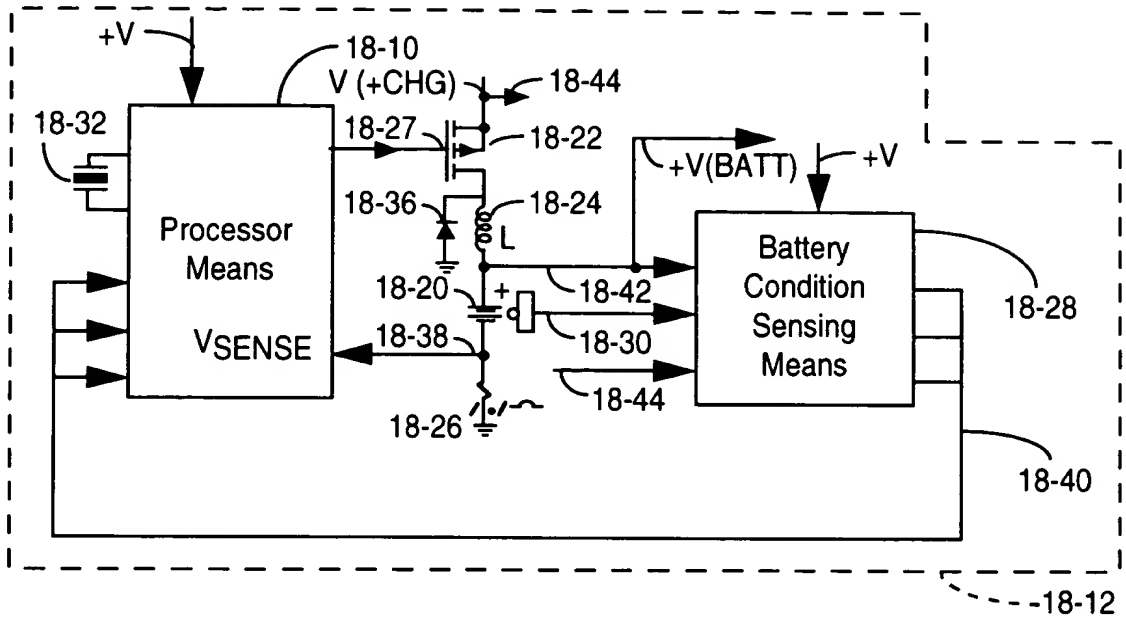 +V
18-10
V (+CHG)
18-44
18-32
18-27
18-22
+V(BATT)
+V
18-36
18-24
L
Processor
Means
Battery
Condition
Sensing
Means
18-20
+
18-42
18-28
18-30
VSENSE
18-38
18-44
18-26
18-40
18-12